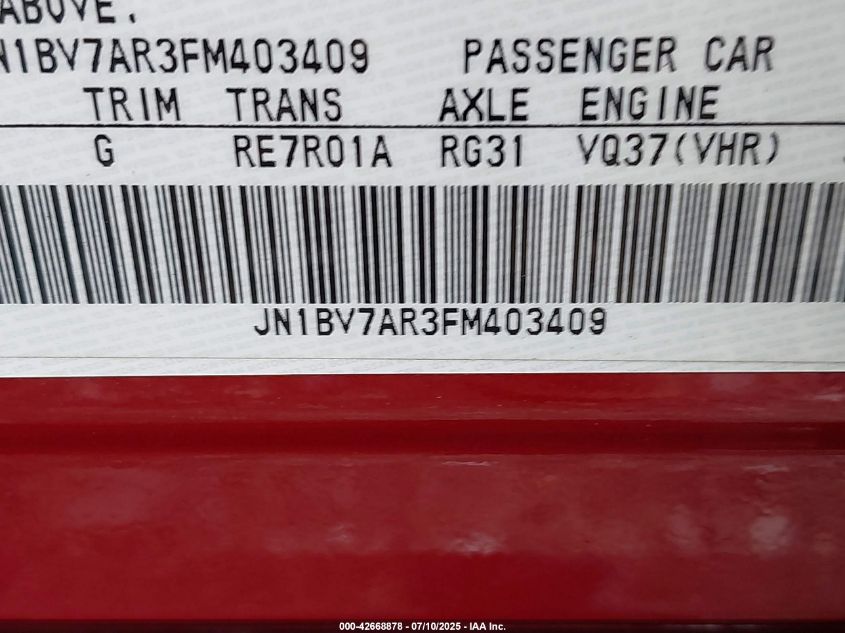 ABOVE.
N1BV7AR3FM403409 PASSENGER CAR
TRIM TRANS AXLE ENGINE
G RE7R01A RG31 VQ37(VHR)
JN1BV7AR3FM403409
000-42668878 - 07/10/2025 - IAA Inc.